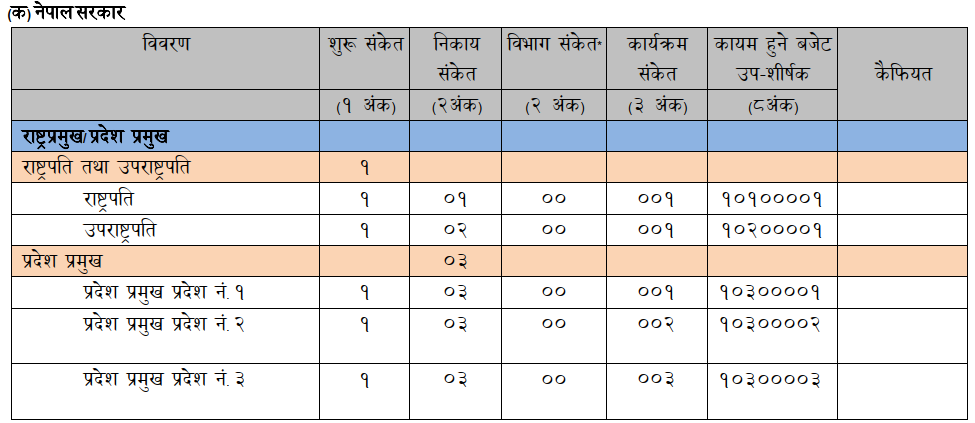 (क) नेपाल सरकार
विवरण शुरू संकेत निकाय संकेत विभाग संकेत* कार्यक्रम संकेत कायम हुने बजेट उप-शीर्षक कैफियत
(१ अंक) (२अंक) (२ अंक) (३ अंक) (८अंक)
राष्ट्रप्रमुख/प्रदेश प्रमुख
राष्ट्रपति तथा उपराष्ट्रपति १
राष्ट्रपति १ ०१ ०० ००१ १०१००००१
उपराष्ट्रपति १ ०२ ०० ००१ १०२००००१
प्रदेश प्रमुख ०३
प्रदेश प्रमुख प्रदेश नं. १ १ ०३ ०० ००१ १०३००००१
प्रदेश प्रमुख प्रदेश नं. २ १ ०३ ०० ००२ १०३००००२
प्रदेश प्रमुख प्रदेश नं. ३ १ ०३ ०० ००३ १०३००००३